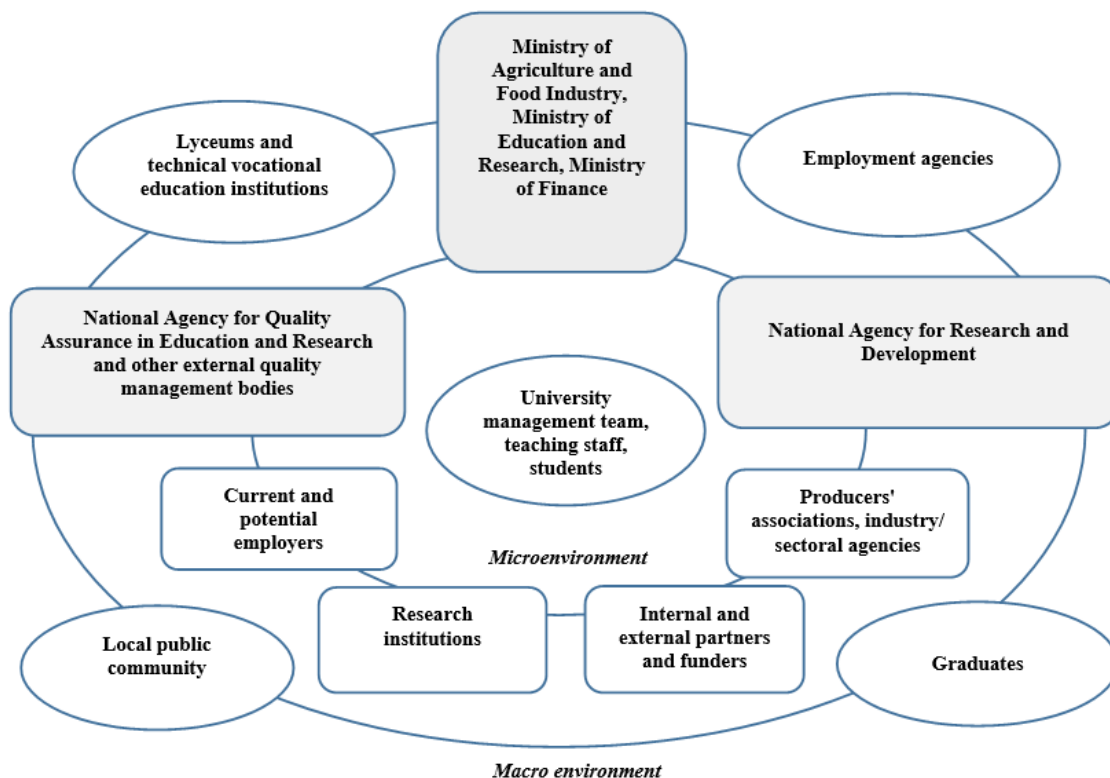 Ministry of
Agriculture and
Food Industry,
Ministry of
Education and
Research, Ministry
of Finance
Lyceums and
technical vocational
education institutions
Employment agencies
National Agency for Quality
Assurance in Education and Research
and other external quality
management bodies
National Agency for Research and
Development
University
management team,
teaching staff,
students
Current and
potential
employers
Producers'
associations, industry/
sectoral agencies
Microenvironment
Research
institutions
Internal and
external partners
and funders
Local public
community
Graduates
Macro environment